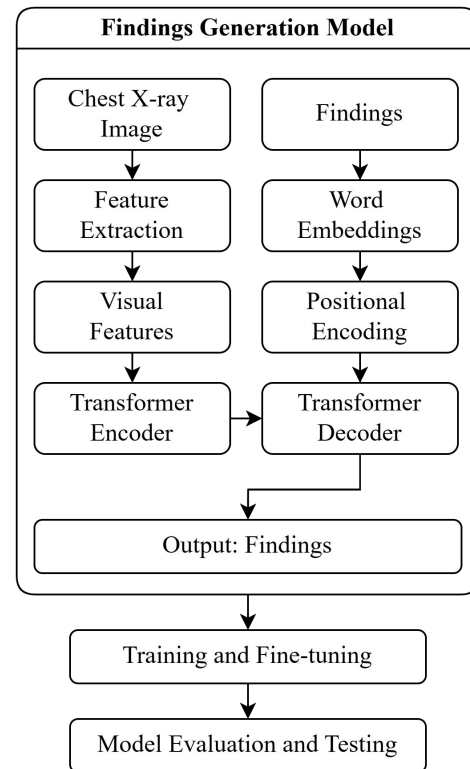 Findings Generation Model
Chest X-ray
Image
Feature
Extraction
Visual
Features
Transformer
Encoder
Findings
Word
Embeddings
Positional
Encoding
Transformer
Decoder
Output: Findings
Training and Fine-tuning
Model Evaluation and Testing